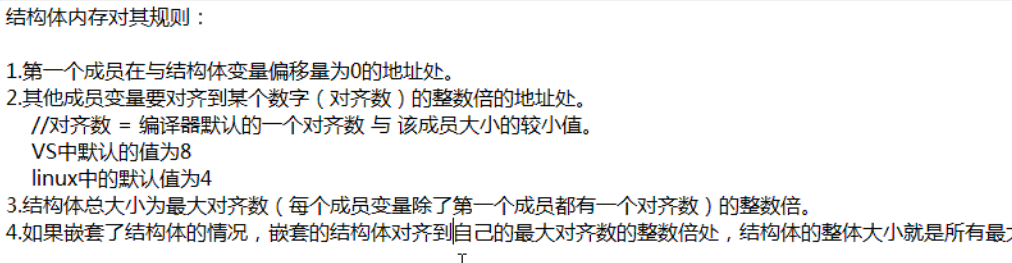 结构体内存对其规则：
1.第一个成员在与结构体变量偏移量为0的地址处。
2.其他成员变量要对齐到某个数字（对齐数）的整数倍的地址处。
//对齐数 = 编译器默认的一个对齐数 与 该成员大小的较小值。
VS中默认的值为8
linux中的默认值为4
3.结构体总大小为最大对齐数（每个成员变量除了第一个成员都有一个对齐数）的整数倍。
4.如果嵌套了结构体的情况，嵌套的结构体对齐到自己的最大对齐数的整数倍处，结构体的整体大小就是所有最